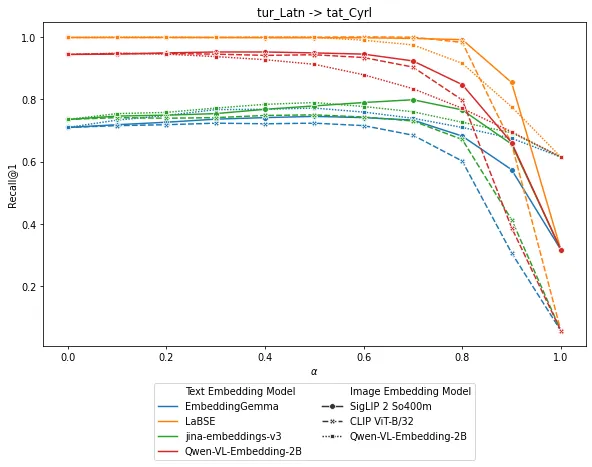 tur_Latn -> tat_Cyrl
Recall@1
1.0
0.8
0.6
0.4
0.2
0.0 0.2 0.4 0.6 0.8 1.0
α
Text Embedding Model
EmbeddingGemma
LaBSE
jina-embeddings-v3
Qwen-VL-Embedding-2B
Image Embedding Model
SigLIP 2 So400m
CLIP ViT-B/32
Qwen-VL-Embedding-2B